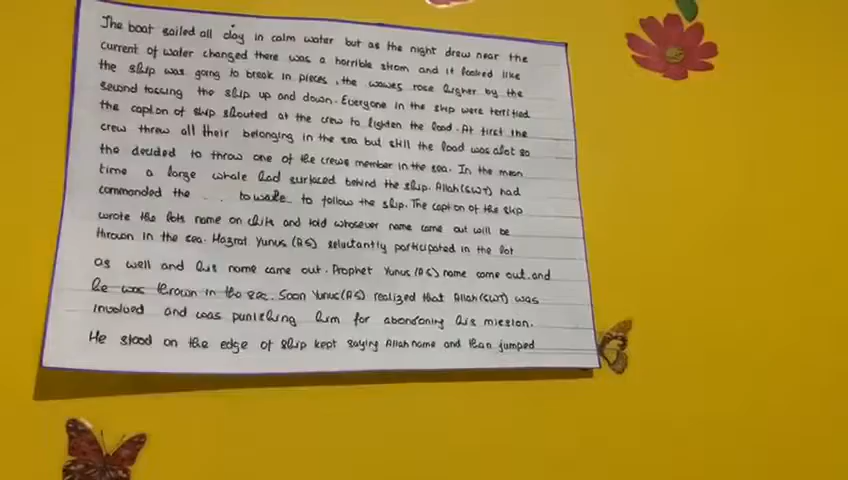 The boat sailed all day in calm water but as the night drew near the
current of water changed there was a horrible strom and it looked like
the ship was going to break in pieces , the waves rose higher by the
second tossing the ship up and down. Everyone in the ship were terrified
the caption of ship shouted at the crew to lighten the load. At first the
crew threw all their belonging in the sea but still the load was alot so
the decided to throw one of the crews member in the sea. In the mean
time a large whale had surfaced behind the ship. Allah(SWT) had
commanded the to follow the ship. The caption of the ship
wrote the lots name on chits and told whosever name come out will be
thrown in the sea. Hazrat Yunus (AS) reluctantly participated in the lot
as well and his name came out. Prophet Yunus (AS) name come out. and
he was thrown in the sea. Soon Yunus(AS) realized that Allah(SWT) was
involved and was punishing him for abandoning his mission.
He stood on the edge of ship kept saying Allah name and than jumped